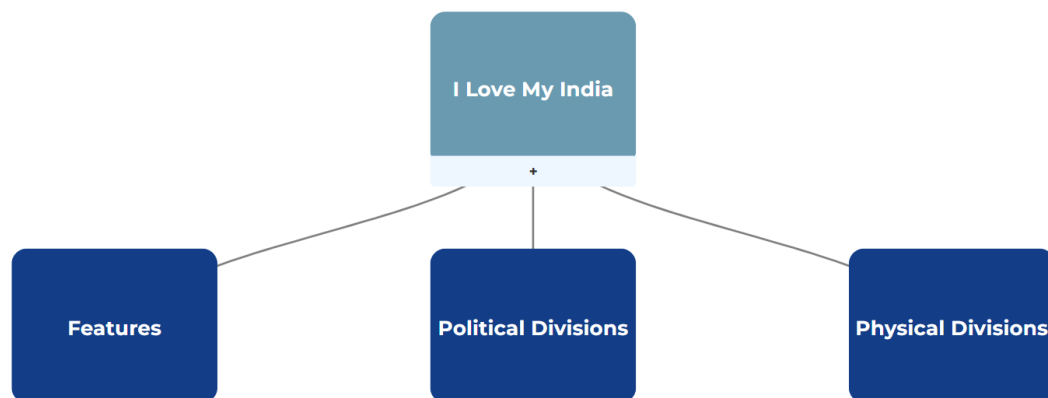 I Love My India
+
Features
Political Divisions
Physical Divisions